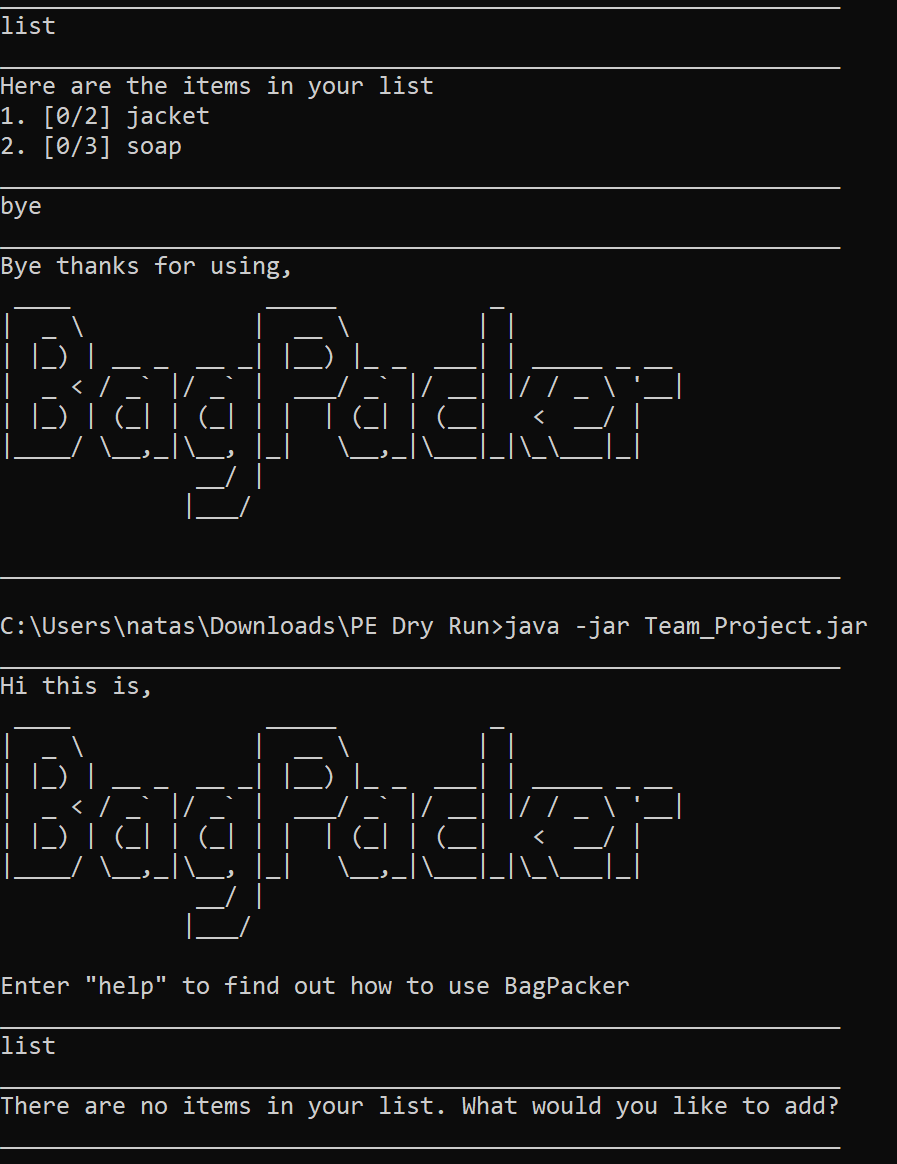 list
Here are the items in your list
1. [0/2] jacket
2. [0/3] soap
bye
Bye thanks for using,
BagPacker
C:\Users\natas\Downloads\PE Dry Run>java -jar Team_Project.jar
Hi this is,
BagPacker
Enter "help" to find out how to use BagPacker
list
There are no items in your list. What would you like to add?